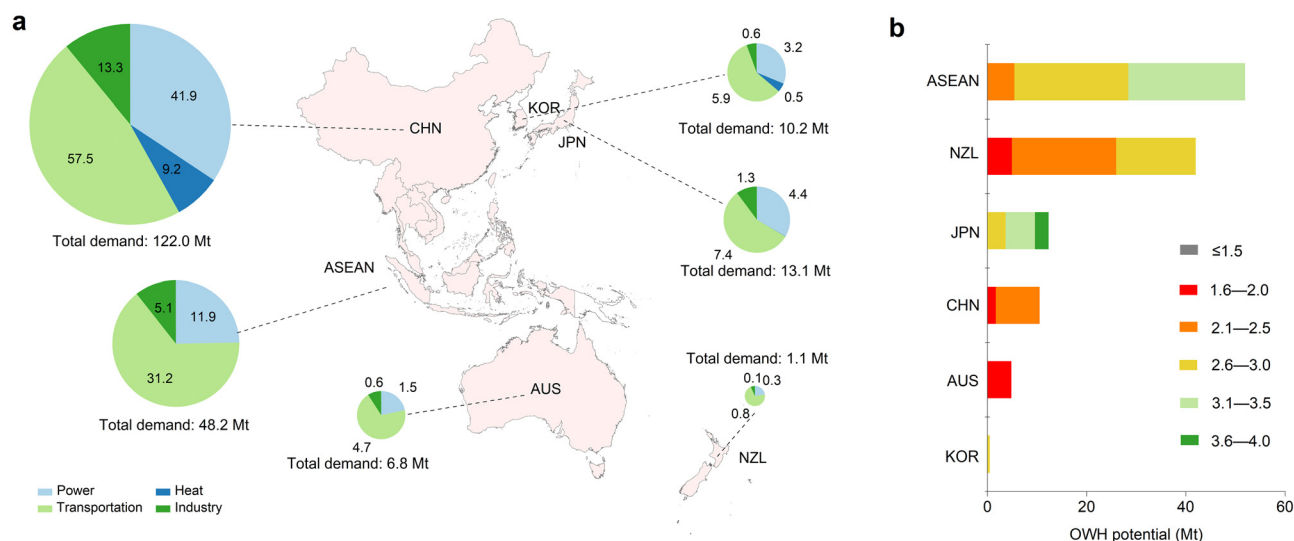 a
13.3
41.9
57.5
9.2
Total demand: 122.0 Mt
CHN
KOR
JPN
0.6
3.2
5.9
0.5
Total demand: 10.2 Mt
1.3
4.4
7.4
Total demand: 13.1 Mt
ASEAN
5.1
11.9
31.2
Total demand: 48.2 Mt
0.6
1.5
4.7
Total demand: 6.8 Mt
AUS
Total demand: 1.1 Mt
0.1
0.3
0.8
NZL
Power
Heat
Transportation
Industry
b
ASEAN
NZL
JPN
CHN
AUS
KOR
≤1.5
1.6—2.0
2.1—2.5
2.6—3.0
3.1—3.5
3.6—4.0
0
20
40
60
OWH potential (Mt)